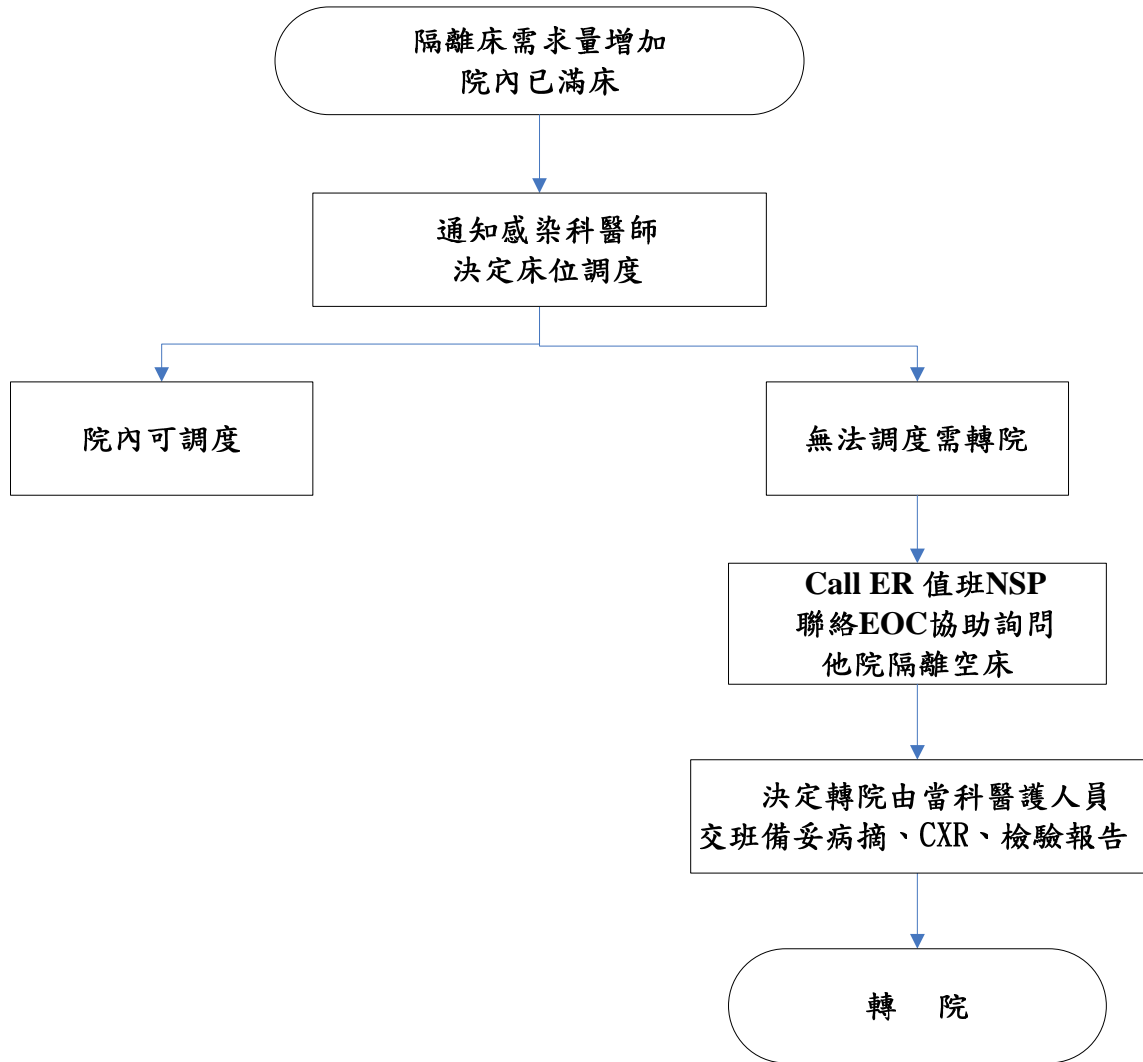 隔離床需求量增加
院內已滿床
通知感染科醫師
決定床位調度
院內可調度
無法調度需轉院
Call ER 值班NSP
聯絡EOC協助詢問
他院隔離空床
決定轉院由當科醫護人員
交班備妥病摘、CXR、檢驗報告
轉 院